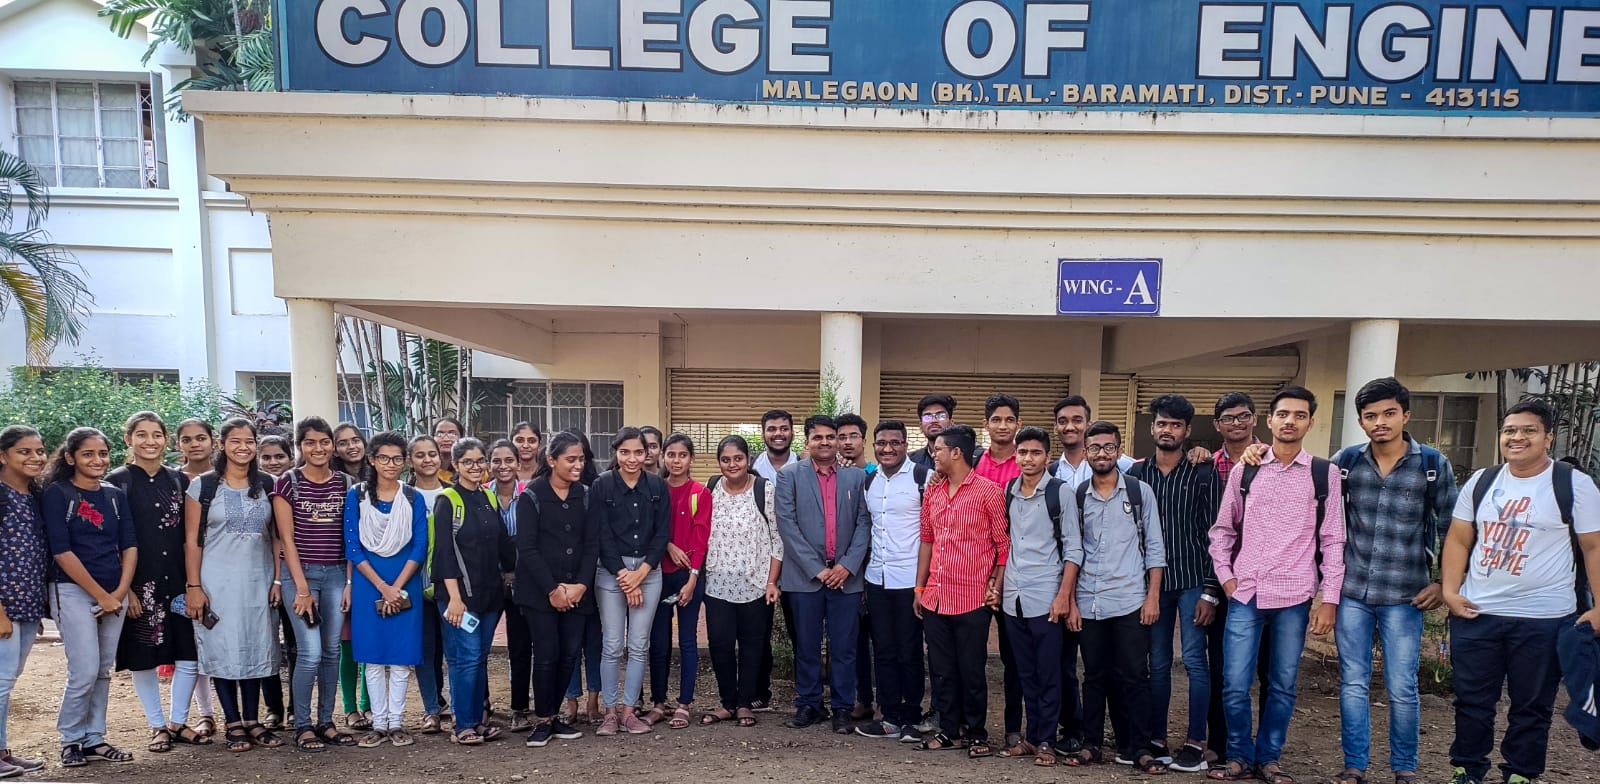 COLLEGE OF ENGINE
MALEGAON (BK.), TAL.- BARAMATI, DIST.- PUNE - 413115
WING - A
UP
YOUR
GAME